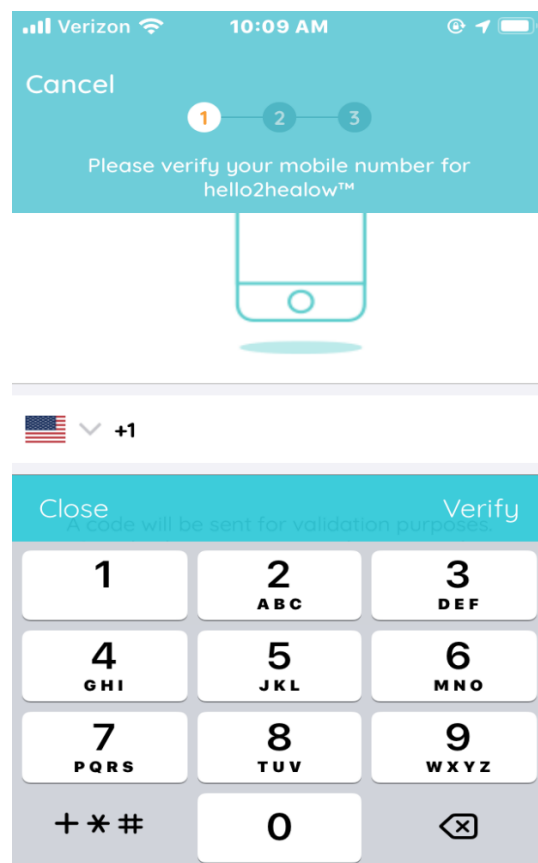 Verizon 10:09 AM
Cancel
1 2 3
Please verify your mobile number for
hello2healow™
+1
Close Verify
A code will be sent for validation purposes.
1 2 3
ABC DEF
4 5 6
GHI JKL MNO
7 8 9
PQRS TUV WXYZ
+*# 0